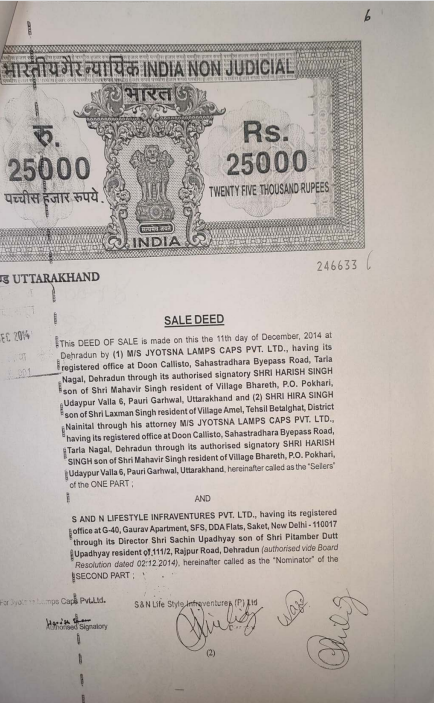 6
भारतीय गैर न्यायिक INDIA NON JUDICIAL
भारत
रु.
25000
पच्चीस हजार रुपये
Rs.
25000
TWENTY FIVE THOUSAND RUPEES
सत्यमेव जयते
INDIA
UTTARAKHAND
246633
2014
SALE DEED
This DEED OF SALE is made on this the 11th day of December, 2014 at
Dehradun by (1) M/S JYOTSNA LAMPS CAPS PVT. LTD., having its
registered office at Doon Callisto, Sahastradhara Byepass Road, Tarla
Nagal, Dehradun through its authorised signatory SHRI HARISH SINGH
son of Shri Mahavir Singh resident of Village Bhareth, P.O. Pokhari,
Udaypur Valla 6, Pauri Garhwal, Uttarakhand and (2) SHRI HIRA SINGH
son of Shri Laxman Singh resident of Village Amel, Tehsil Betalghat, District
Nainital through his attorney M/S JYOTSNA LAMPS CAPS PVT. LTD.,
having its registered office at Doon Callisto, Sahastradhara Byepass Road,
Tarla Nagal, Dehradun through its authorised signatory SHRI HARISH
SINGH son of Shri Mahavir Singh resident of Village Bhareth, P.O. Pokhari,
Udaypur Valla 6, Pauri Garhwal, Uttarakhand, hereinafter called as the “Sellers”
of the ONE PART ;
AND
S AND N LIFESTYLE INFRAVENTURES PVT. LTD., having its registered
office at G-40, Gaurav Apartment, SFS, DDA Flats, Saket, New Delhi - 110017
through its Director Shri Sachin Upadhyay son of Shri Pitamber Dutt
Upadhyay resident of 111/2, Rajpur Road, Dehradun (authorised vide Board
Resolution dated 02.12.2014), hereinafter called as the “Nominator” of the
SECOND PART ;
Caps Pvt.Ltd.
S&N Life Style Infraventures (P) Ltd
Authorised Signatory
(2)